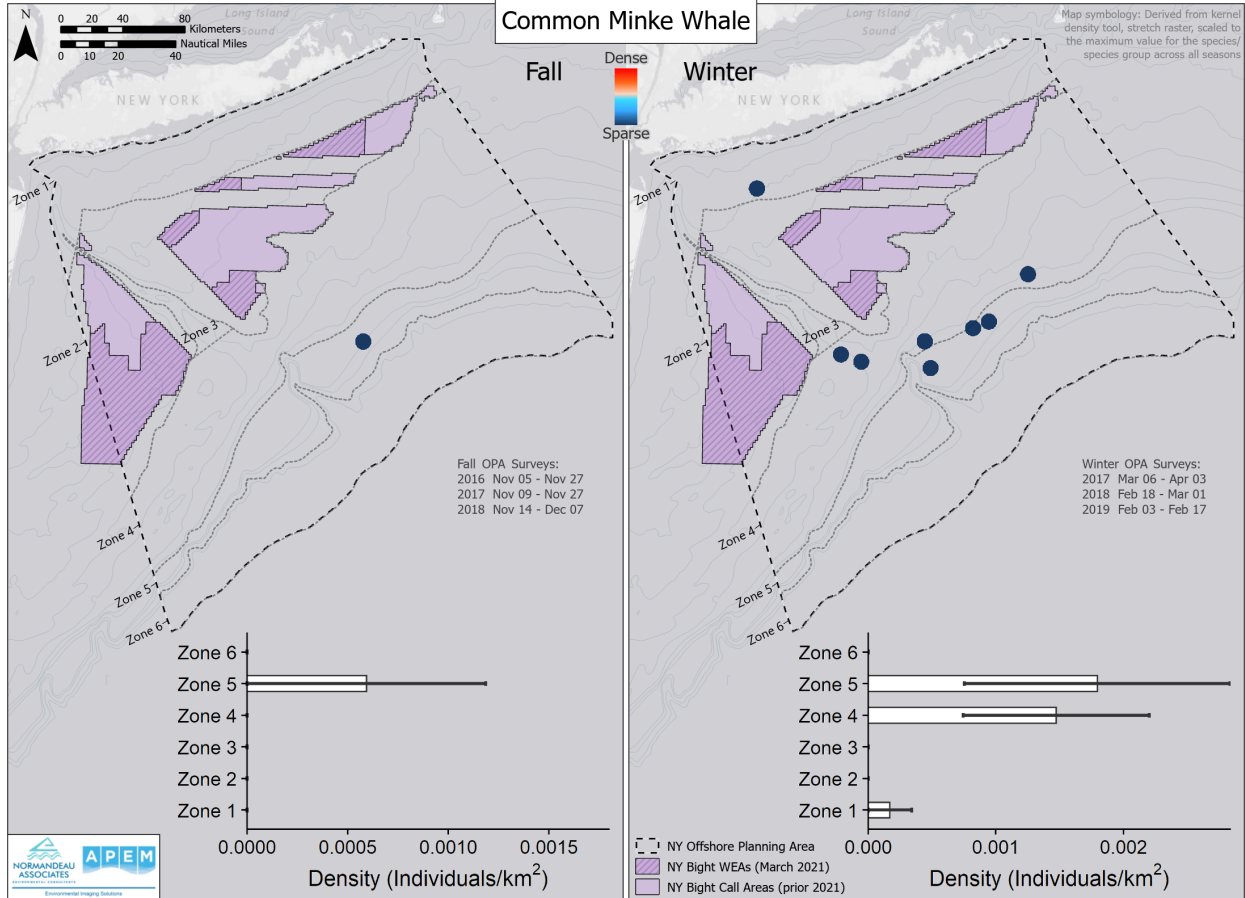 Common Minke Whale
N
0 20 40 80
Kilometers
Nautical Miles
0 10 20 40
Long Island
Sound
NEW YORK
Fall
Dense
Sparse
Winter
Long Island
Sound
NEW YORK
Map symbology: Derived from kernel
density tool, stretch raster, scaled to
the maximum value for the species/
species group across all seasons
Zone 1
Zone 2
Zone 3
Zone 4
Zone 5
Zone 6
Fall OPA Surveys:
2016 Nov 05 - Nov 27
2017 Nov 09 - Nov 27
2018 Nov 14 - Dec 07
Zone 6
Zone 5
Zone 4
Zone 3
Zone 2
Zone 1
0.0000 0.0005 0.0010 0.0015
Density (Individuals/km²)
NORMANDEAU
ASSOCIATES
ENVIRONMENTAL CONSULTANTS
APEM
Environmental Imaging Solutions
Zone 1
Zone 2
Zone 3
Zone 4
Zone 5
Zone 6
Winter OPA Surveys:
2017 Mar 06 - Apr 03
2018 Feb 18 - Mar 01
2019 Feb 03 - Feb 17
Zone 6
Zone 5
Zone 4
Zone 3
Zone 2
Zone 1
0.000 0.001 0.002
Density (Individuals/km²)
NY Offshore Planning Area
NY Bight WEAs (March 2021)
NY Bight Call Areas (prior 2021)